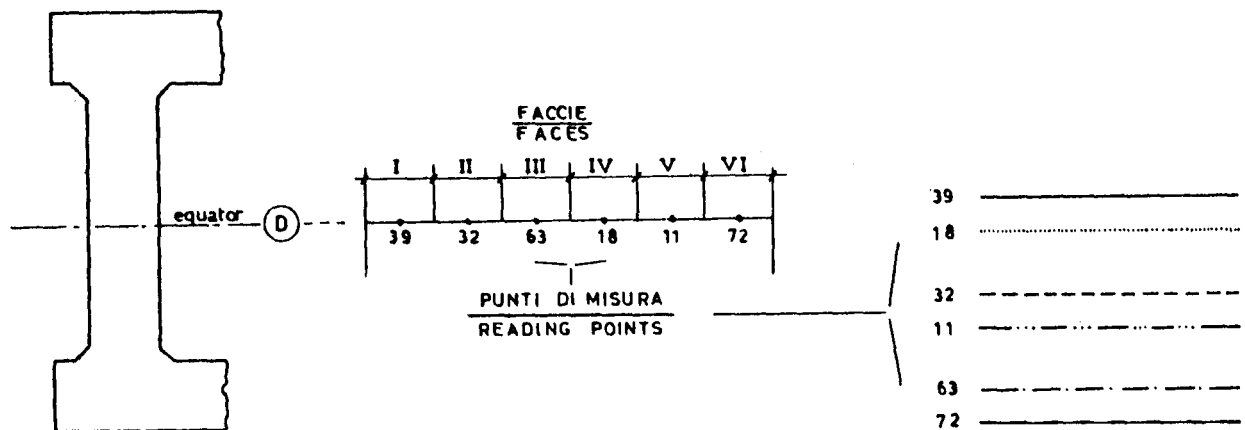 FACCIE
FACES
I II III IV V VI
equator D
39 32 63 18 11 72
PUNTI DI MISURA
READING POINTS
39
18
32
11
63
72